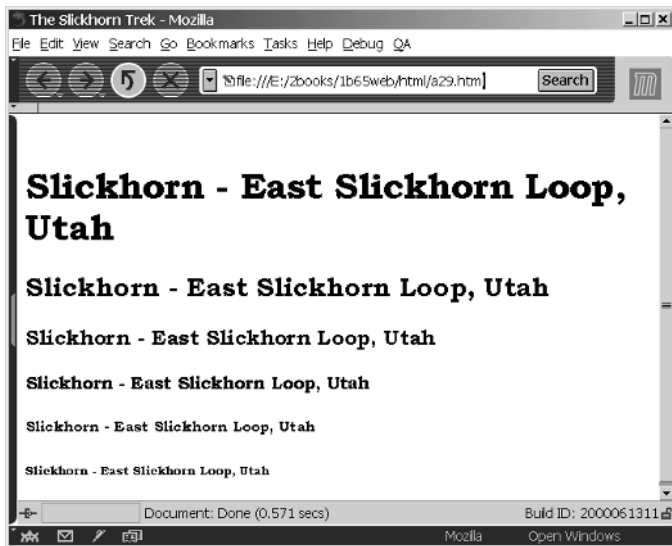 The Slickhorn Trek - Mozilla
File Edit View Search Go Bookmarks Tasks Help Debug QA
file:///E:/2books/1b65web/html/a29.htm Search
Slickhorn - East Slickhorn Loop,
Utah
Slickhorn - East Slickhorn Loop, Utah
Slickhorn - East Slickhorn Loop, Utah
Slickhorn - East Slickhorn Loop, Utah
Slickhorn - East Slickhorn Loop, Utah
Slickhorn - East Slickhorn Loop, Utah
Document: Done (0.571 secs) Build ID: 2000061311
Mozilla Open Windows